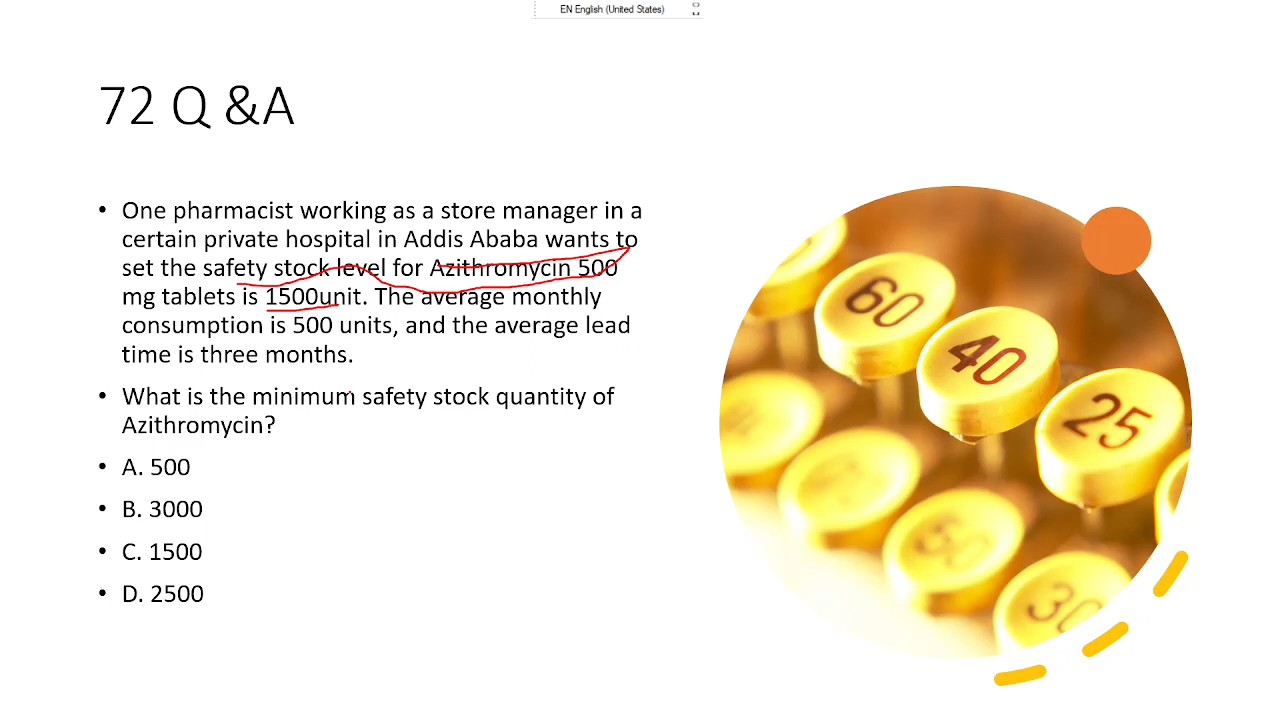 EN English (United States)
72 Q &A
• One pharmacist working as a store manager in a
certain private hospital in Addis Ababa wants to
set the safety stock level for Azithromycin 500
mg tablets is 1500unit. The average monthly
consumption is 500 units, and the average lead
time is three months.
• What is the minimum safety stock quantity of
Azithromycin?
• A. 500
• B. 3000
• C. 1500
• D. 2500
60
40
25
30